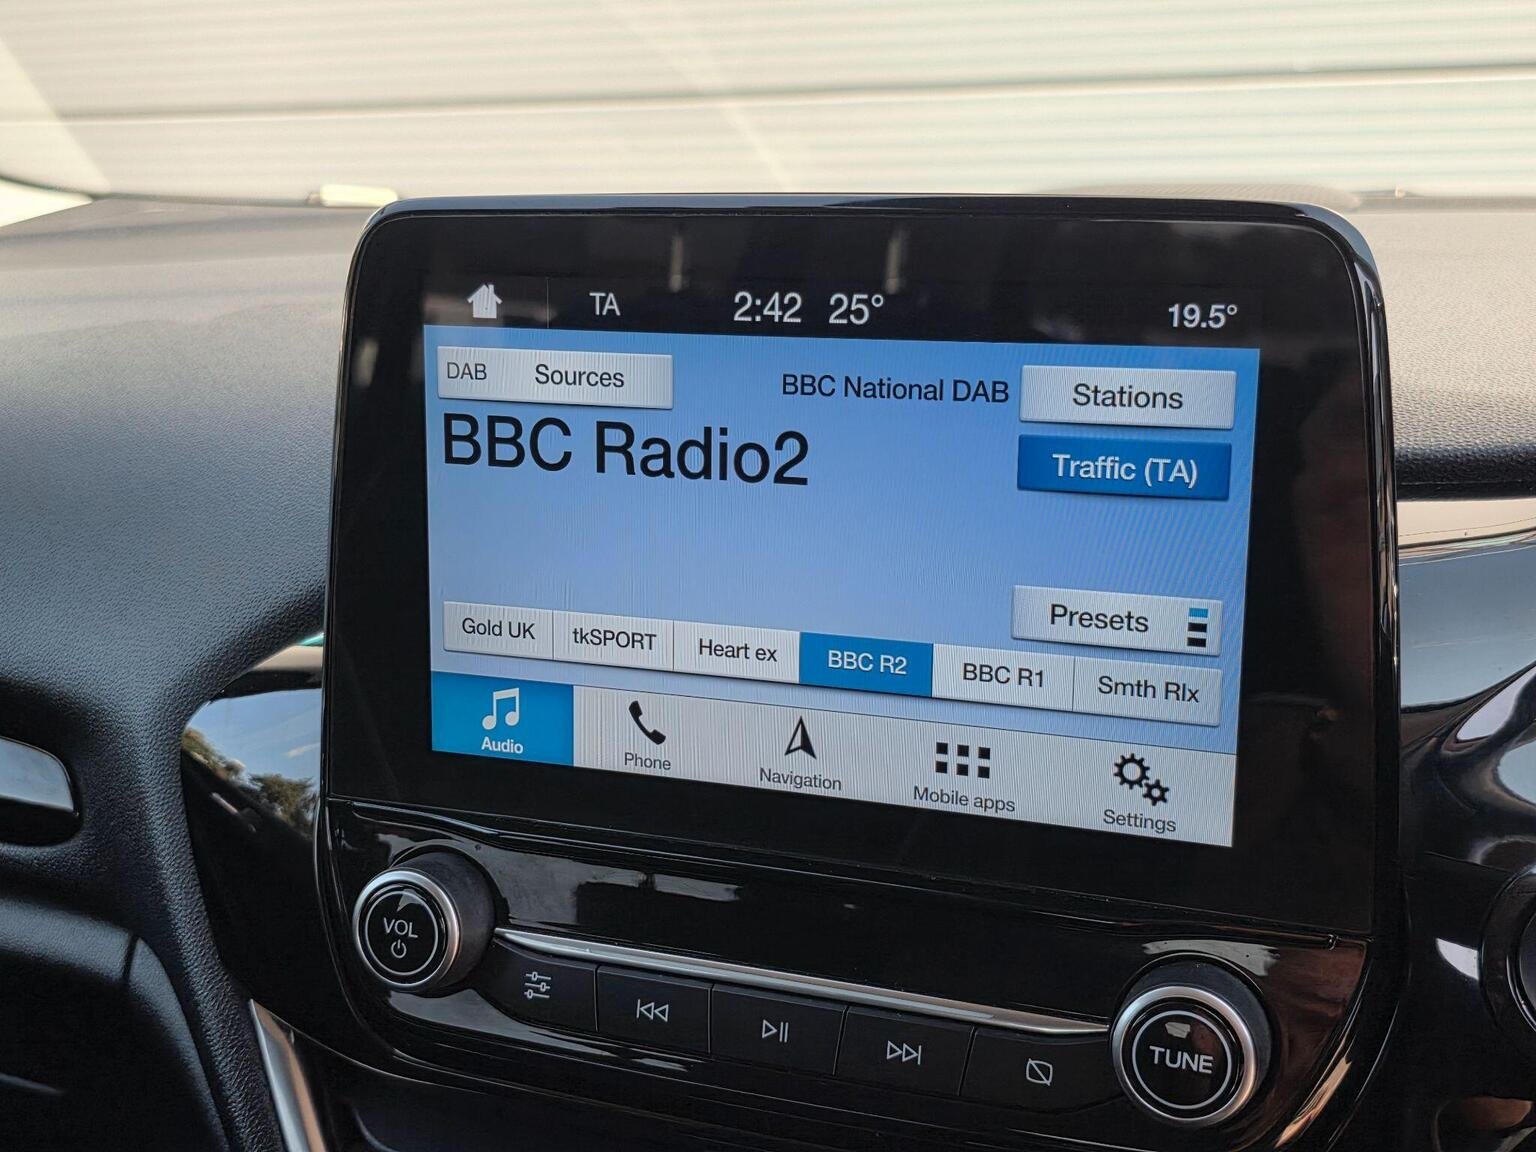 TA 2:42 25° 19.5°
DAB Sources BBC National DAB Stations
BBC Radio2
Traffic (TA)
Presets
Gold UK tkSPORT Heart ex BBC R2 BBC R1 Smth Rlx
Audio Phone Navigation Mobile apps Settings
VOL
TUNE